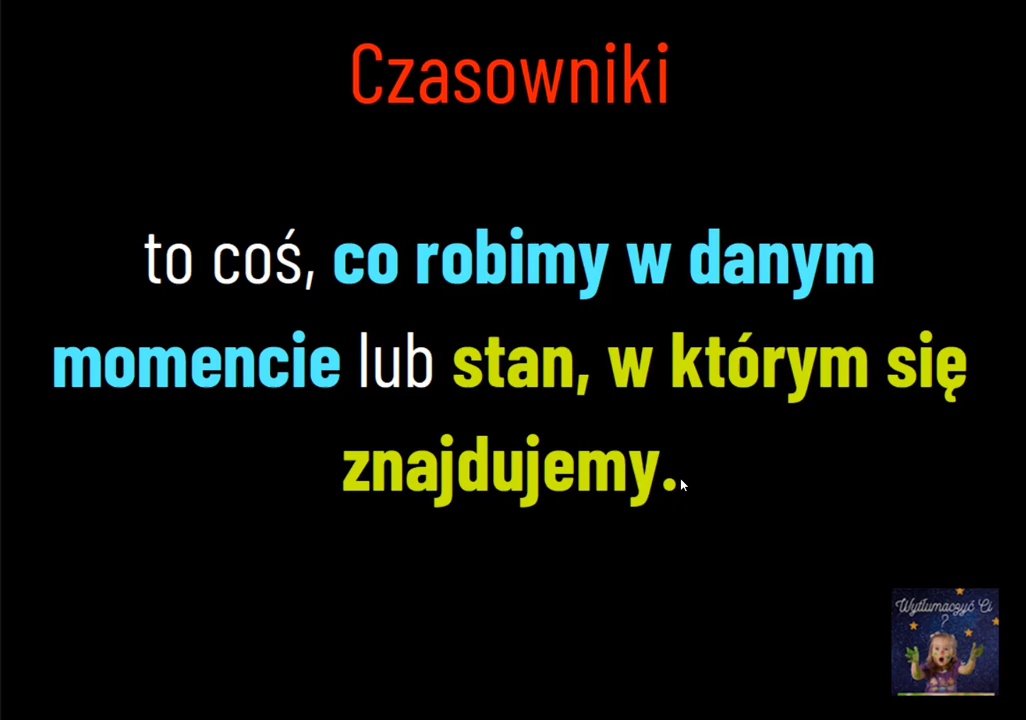 Czasowniki
to coś, co robimy w danym
momencie lub stan, w którym się
znajdujemy.
Wytłumaczyć Ci
?